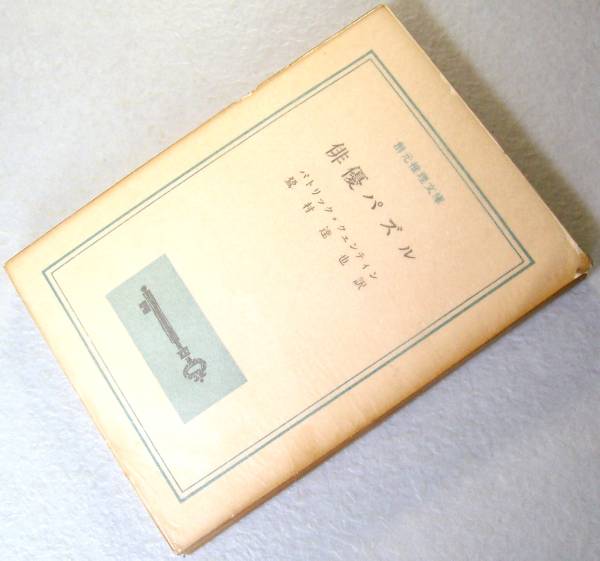 創元推理文庫
俳優パズル
パトリック・クェンティン
鷺村達也訳